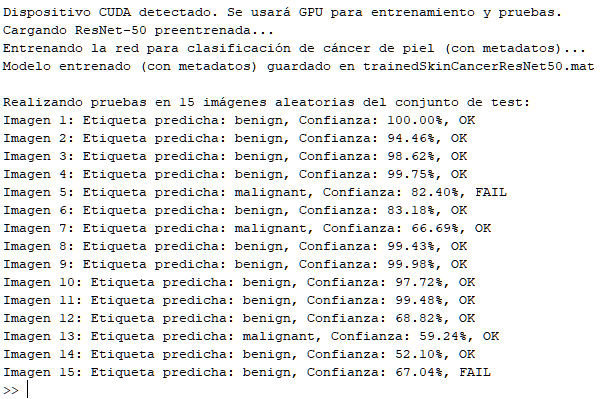 Dispositivo CUDA detectado. Se usará GPU para entrenamiento y pruebas.
Cargando ResNet-50 preentrenada...
Entrenando la red para clasificación de cáncer de piel (con metadatos)...
Modelo entrenado (con metadatos) guardado en trainedSkinCancerResNet50.mat

Realizando pruebas en 15 imágenes aleatorias del conjunto de test:
Imagen 1: Etiqueta predicha: benign, Confianza: 100.00%, OK
Imagen 2: Etiqueta predicha: benign, Confianza: 94.46%, OK
Imagen 3: Etiqueta predicha: benign, Confianza: 98.62%, OK
Imagen 4: Etiqueta predicha: benign, Confianza: 99.75%, OK
Imagen 5: Etiqueta predicha: malignant, Confianza: 82.40%, FAIL
Imagen 6: Etiqueta predicha: benign, Confianza: 83.18%, OK
Imagen 7: Etiqueta predicha: malignant, Confianza: 66.69%, OK
Imagen 8: Etiqueta predicha: benign, Confianza: 99.43%, OK
Imagen 9: Etiqueta predicha: benign, Confianza: 99.98%, OK
Imagen 10: Etiqueta predicha: benign, Confianza: 97.72%, OK
Imagen 11: Etiqueta predicha: benign, Confianza: 99.48%, OK
Imagen 12: Etiqueta predicha: benign, Confianza: 68.82%, OK
Imagen 13: Etiqueta predicha: malignant, Confianza: 59.24%, OK
Imagen 14: Etiqueta predicha: benign, Confianza: 52.10%, OK
Imagen 15: Etiqueta predicha: benign, Confianza: 67.04%, FAIL
>>